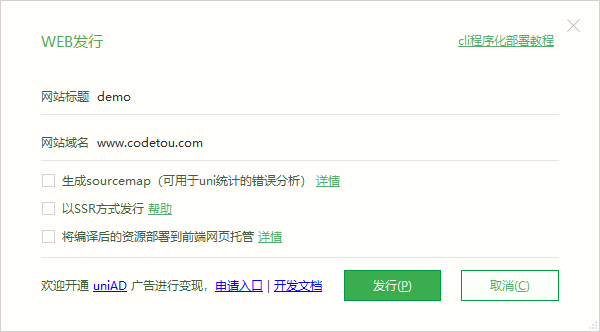 WEB发行 cli程序化部署教程
网站标题 demo
网站域名 www.codetou.com
生成sourcemap（可用于uni统计的错误分析） 详情
以SSR方式发行 帮助
将编译后的资源部署到前端网页托管 详情
欢迎开通 uniAD 广告进行变现，申请入口 | 开发文档 发行(P) 取消(C)